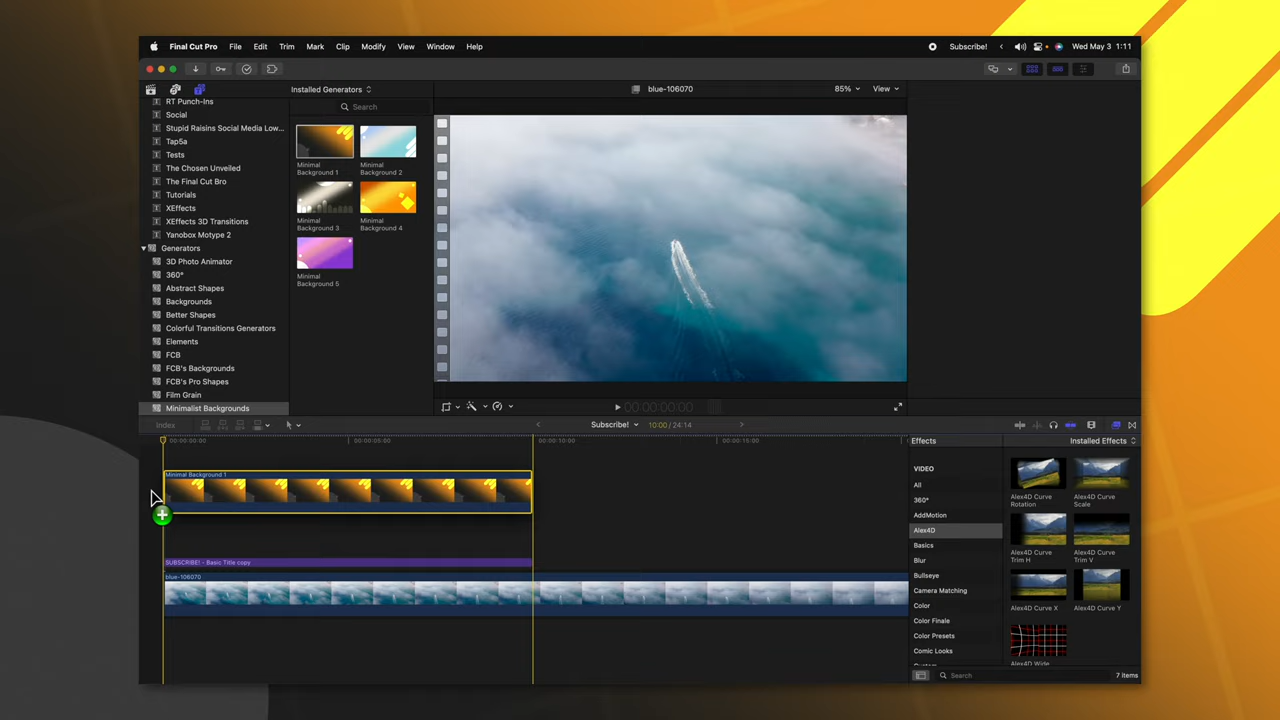 Final Cut Pro File Edit Trim Mark Clip Modify View Window Help Subscribe! Wed May 3 1:11
Installed Generators
blue-106070
85%
View
Search
RT Punch-Ins
Social
Stupid Raisins Social Media Low...
Tap5a
Tests
The Chosen Unveiled
The Final Cut Bro
Tutorials
XEffects
XEffects 3D Transitions
Yanobox Motype 2
Generators
3D Photo Animator
360°
Abstract Shapes
Backgrounds
Better Shapes
Colorful Transitions Generators
Elements
FCB
FCB's Backgrounds
FCB's Pro Shapes
Film Grain
Minimalist Backgrounds
Minimal
Background 1
Minimal
Background 2
Minimal
Background 3
Minimal
Background 4
Minimal
Background 5
00:00:00:00
Index
Subscribe!
10:00 / 24:14
00:00:00:00
00:00:05:00
00:00:10:00
00:00:15:00
Minimal Background 1
SUBSCRIBE! - Basic Title copy
blue-106070
Effects
Installed Effects
VIDEO
All
360°
AddMotion
Alex4D
Basics
Blur
Bullseye
Camera Matching
Color
Color Finale
Color Presets
Comic Looks
Alex4D Curve
Rotation
Alex4D Curve
Scale
Alex4D Curve
Trim H
Alex4D Curve
Trim V
Alex4D Curve X
Alex4D Curve Y
Alex4D Wide
Search
7 items